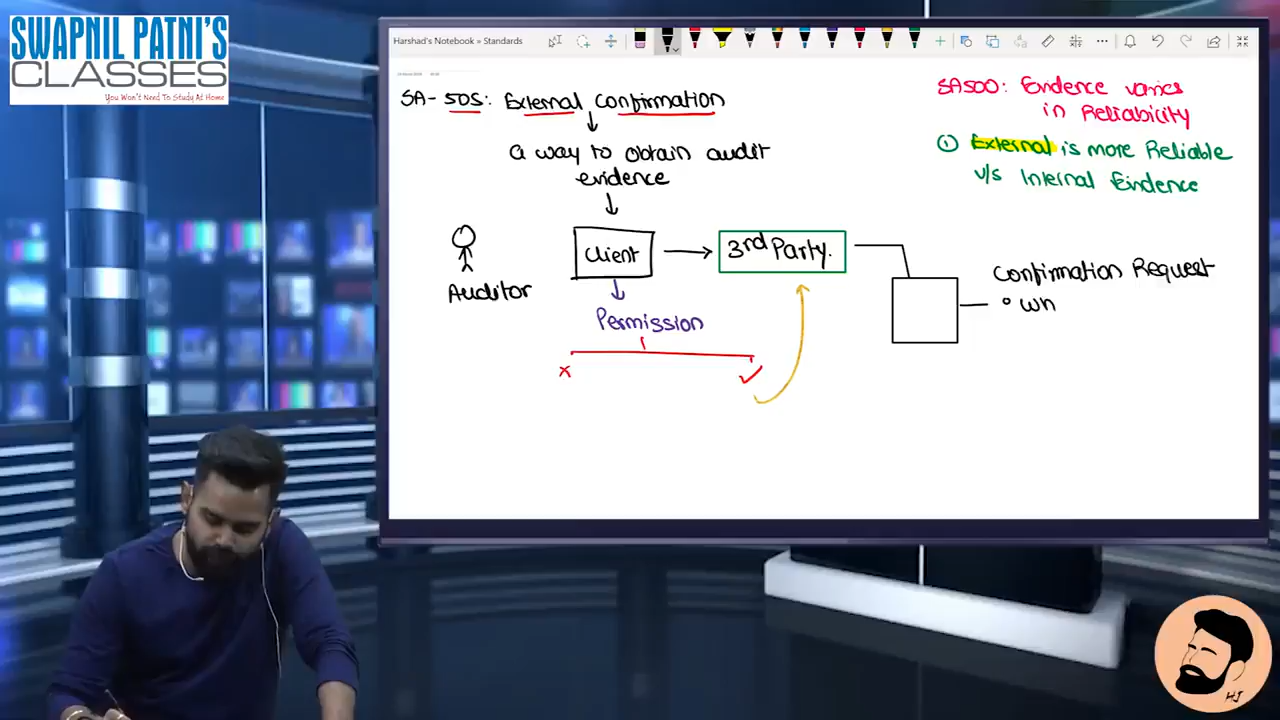 SWAPNIL PATNI'S
CLASSES
You Won't Need To Study At Home
Harshad's Notebook » Standards
SA - 505: External confirmation
a way to obtain audit
evidence
SA500: Evidence varies
in Reliability
① External is more Reliable
v/s Internal Evidence
Auditor
Client
3rd Party.
Permission
x
✓
Confirmation Request
° wn
HJ